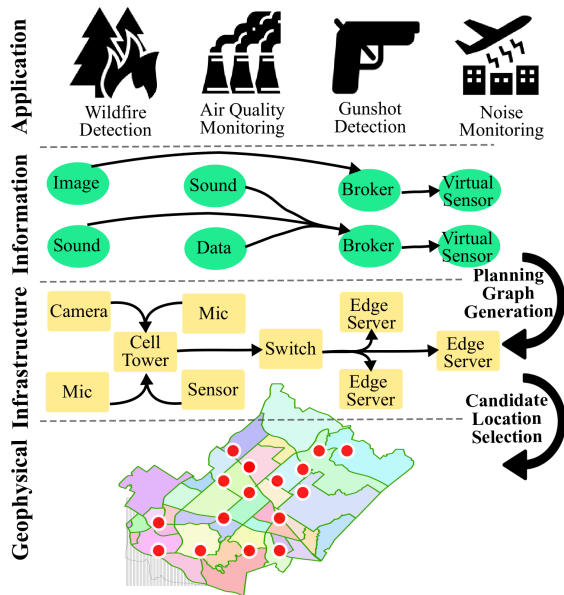 Application
Wildfire
Detection
Air Quality
Monitoring
Gunshot
Detection
Noise
Monitoring
Information
Image
Sound
Broker
Virtual
Sensor
Sound
Data
Broker
Virtual
Sensor
Planning
Graph
Generation
Infrastructure
Camera
Mic
Edge
Server
Cell
Tower
Switch
Edge
Server
Mic
Sensor
Edge
Server
Candidate
Location
Selection
Geophysical